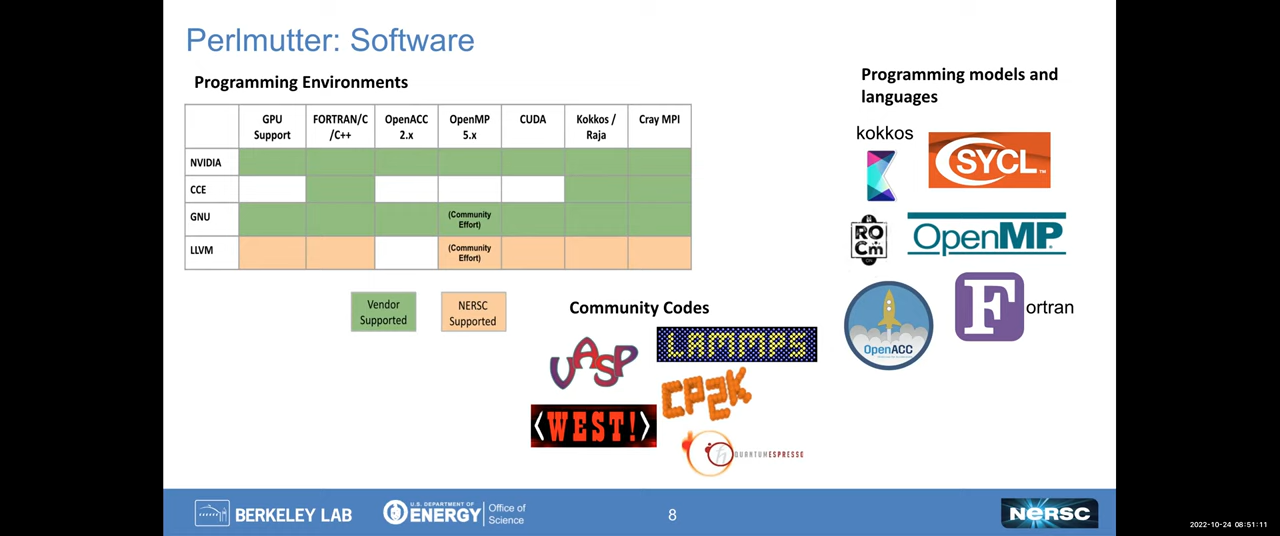 Perlmutter: Software
Programming Environments
GPU Support
FORTRAN/C /C++
OpenACC 2.x
OpenMP 5.x
CUDA
Kokkos / Raja
Cray MPI
NVIDIA
CCE
GNU
(Community Effort)
LLVM
(Community Effort)
Vendor Supported
NERSC Supported
Community Codes
VASP
LAMMPS
CP2K
<WEST!>
QUANTUMESPRESSO
Programming models and
languages
kokkos
SYCL™
ROCm
OpenMP®
OpenACC
Fortran
BERKELEY LAB
U.S. DEPARTMENT OF
ENERGY
Office of
Science
8
NERSC
2022-10-24 08:51:11